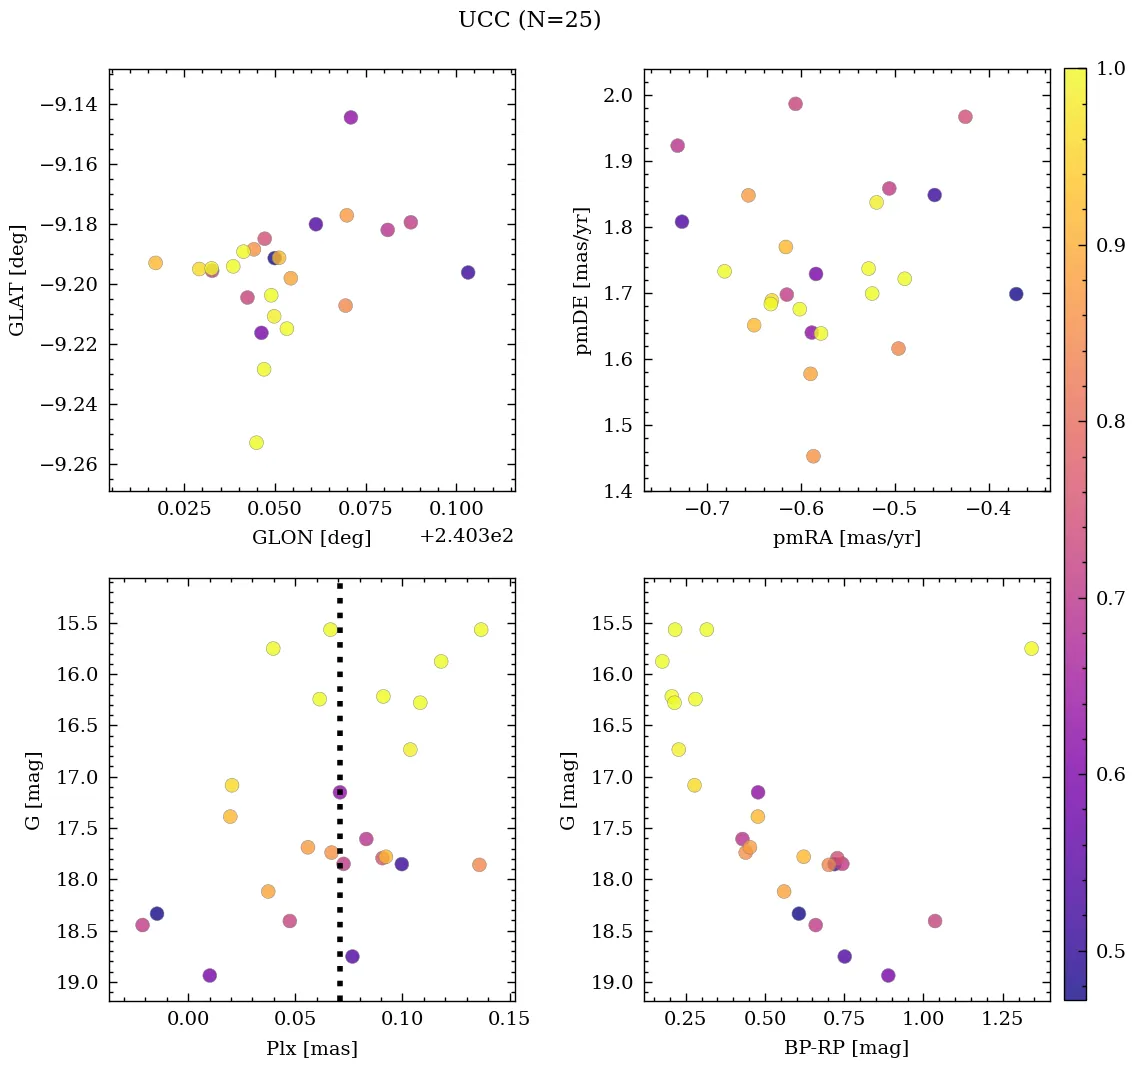 UCC (N=25)
−9.14
−9.16
−9.18
−9.20
−9.22
−9.24
−9.26
GLAT [deg]
0.025 0.050 0.075 0.100
GLON [deg]
+2.403e2
2.0
1.9
1.8
1.7
1.6
1.5
1.4
pmDE [mas/yr]
−0.7 −0.6 −0.5 −0.4
pmRA [mas/yr]
15.5
16.0
16.5
17.0
17.5
18.0
18.5
19.0
G [mag]
0.00 0.05 0.10 0.15
Plx [mas]
15.5
16.0
16.5
17.0
17.5
18.0
18.5
19.0
G [mag]
0.25 0.50 0.75 1.00 1.25
BP-RP [mag]
1.0
0.9
0.8
0.7
0.6
0.5